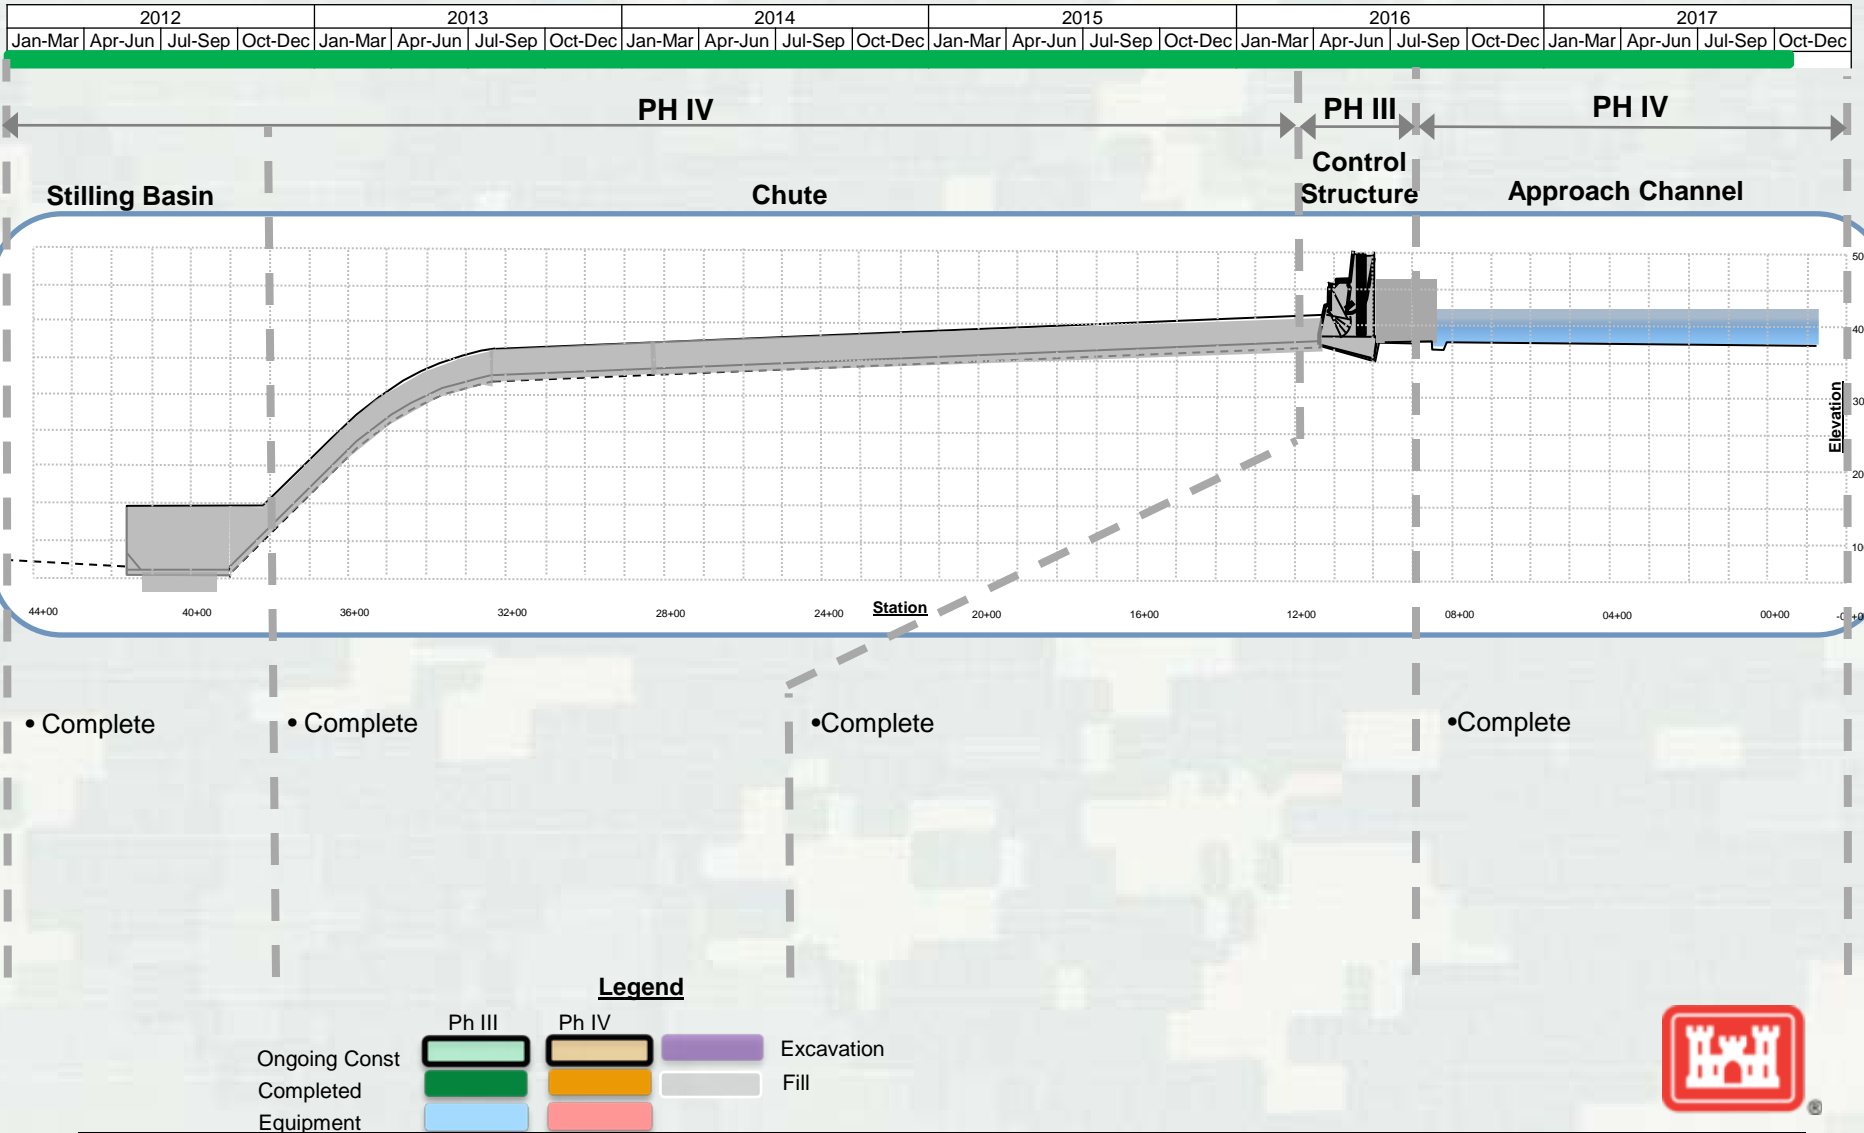 2012 2013 2014 2015 2016 2017
Jan-Mar Apr-Jun Jul-Sep Oct-Dec Jan-Mar Apr-Jun Jul-Sep Oct-Dec Jan-Mar Apr-Jun Jul-Sep Oct-Dec Jan-Mar Apr-Jun Jul-Sep Oct-Dec Jan-Mar Apr-Jun Jul-Sep Oct-Dec Jan-Mar Apr-Jun Jul-Sep Oct-Dec
PH IV PH III PH IV
Stilling Basin
Chute
Control
Structure
Approach Channel
50
40
30
20
10
Elevation
44+00 40+00 36+00 32+00 28+00 24+00 Station 20+00 16+00 12+00 08+00 04+00 00+00
• Complete
• Complete
•Complete
•Complete
Legend
Ph III Ph IV
Ongoing Const
Excavation
Completed
Fill
Equipment
®